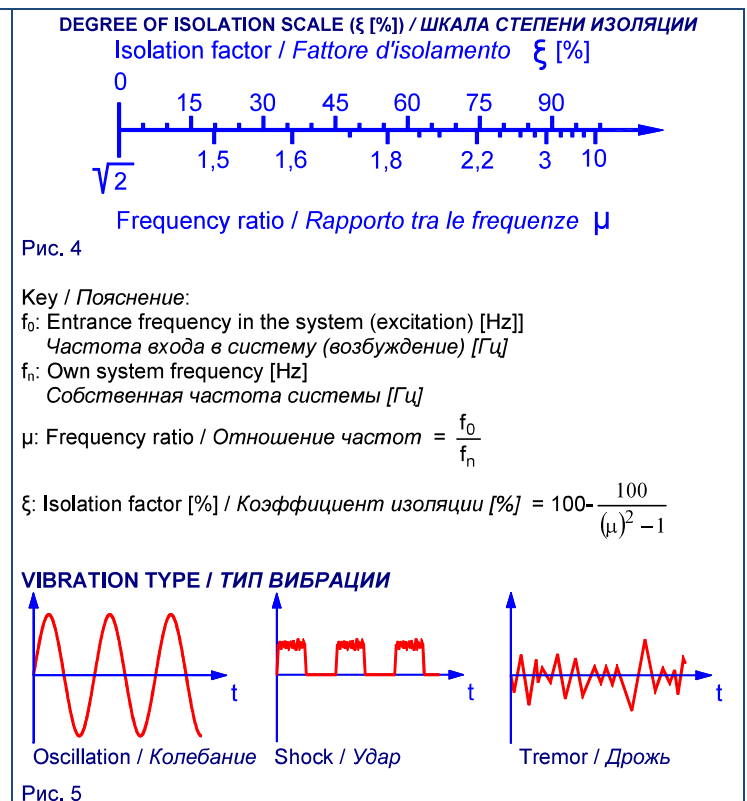 DEGREE OF ISOLATION SCALE (ξ [%]) / ШКАЛА СТЕПЕНИ ИЗОЛЯЦИИ
Isolation factor / Fattore d'isolamento ξ [%]
0 15 30 45 60 75 90
√2 1,5 1,6 1,8 2,2 3 10
Frequency ratio / Rapporto tra le frequenze μ
Рис. 4
Key / Пояснение:
f₀: Entrance frequency in the system (excitation) [Hz]]
Частота входа в систему (возбуждение) [Гц]
fₙ: Own system frequency [Hz]
Собственная частота системы [Гц]
μ: Frequency ratio / Отношение частот = f₀/fₙ
ξ: Isolation factor [%] / Коэффициент изоляции [%] = 100-100/((μ)²−1)
VIBRATION TYPE / ТИП ВИБРАЦИИ
t t t
Oscillation / Колебание Shock / Удар Tremor / Дрожь
Рис. 5